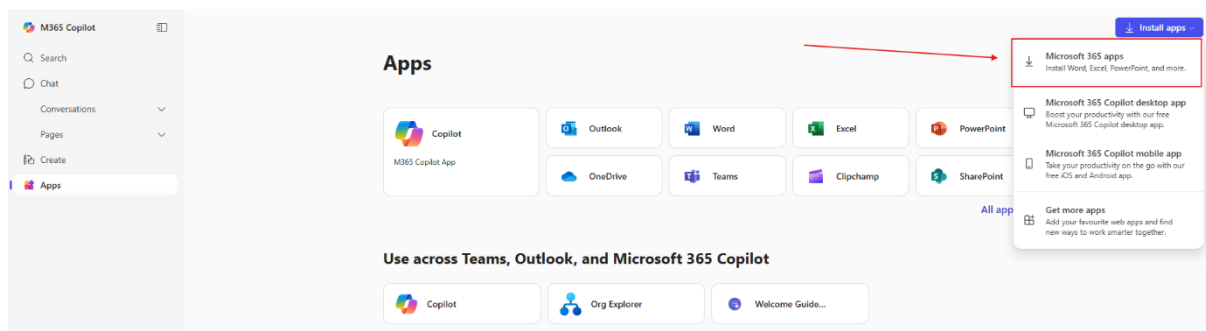 M365 Copilot
Search
Chat
Conversations
Pages
Create
Apps
Install apps
Apps
Copilot
M365 Copilot App
Outlook
Word
Excel
PowerPoint
OneDrive
Teams
Clipchamp
SharePoint
All app
Microsoft 365 apps
Install Word, Excel, PowerPoint, and more.
Microsoft 365 Copilot desktop app
Boost your productivity with our free
Microsoft 365 Copilot desktop app.
Microsoft 365 Copilot mobile app
Take your productivity on the go with our
free iOS and Android app.
Get more apps
Add your favourite web apps and find
new ways to work smarter together.
Use across Teams, Outlook, and Microsoft 365 Copilot
Copilot
Org Explorer
Welcome Guide...